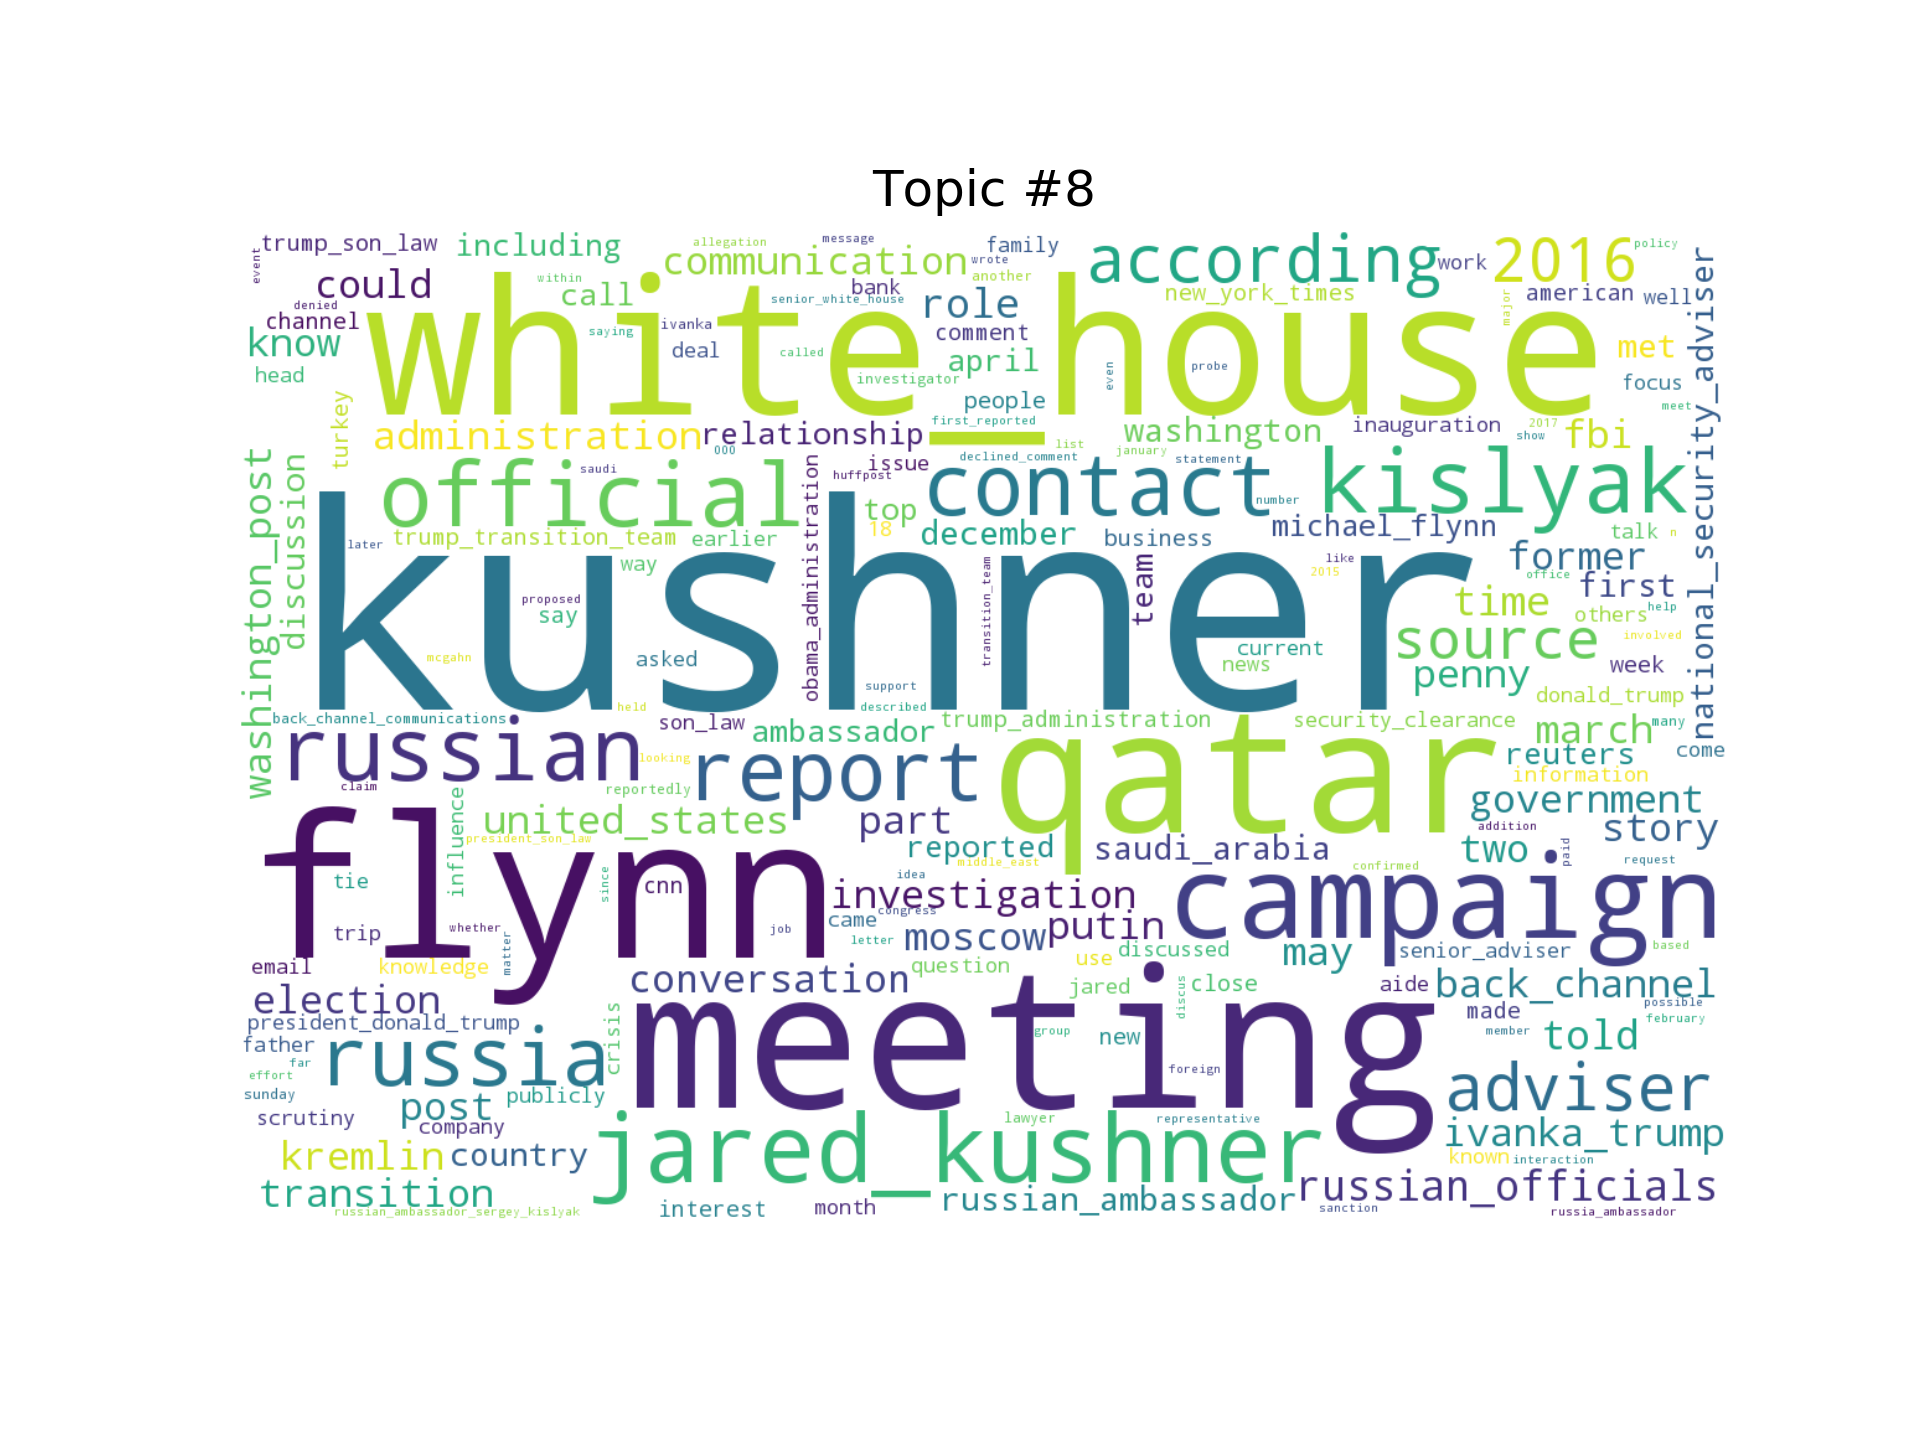 Topic #8
trump_son_law including allegation message family according 2016 policy
event could within communication wrote another work
denied call bank senior_white_house role new_york_times major american well
channel saying ivanka comment
know white_house met
head deal called april investigator even probe focus
turkey people first_reported meet
administration relationship washington inauguration 2017 fbi
000 list january show
washington_post discussion official saudi issue declined_comment contact statement kislyak national_security_adviser
huffpost number
obama_administration top 18 december business michael_flynn talk n
later trump_transition_team earlier like former
way kushner transition_team team 2015 office first
proposed say time others help
mcgahn asked current source involved
news penny week
support donald_trump
held described
back_channel_communications son_law ambassador trump_administration security_clearance march many
russian looking report qatar reuters come
claim reportedly information
influence united_states part government
flynn president_son_law reported saudi_arabia addition two story
middle_east confirmed paid request
tie since cnn idea investigation campaign
trip whether job came congress putin
letter moscow discussed may senior_adviser based
email knowledge matter conversation question use
election meeting jared discus close aide back_channel
president_donald_trump crisis made possible
father russia group new member told february
far foreign
effort
sunday publicly adviser
scrutiny post company jared_kushner lawyer representative ivanka_trump
kremlin country known interaction
transition russian_ambassador russian_officials
russian_ambassador_sergey_kislyak interest month sanction russia_ambassador